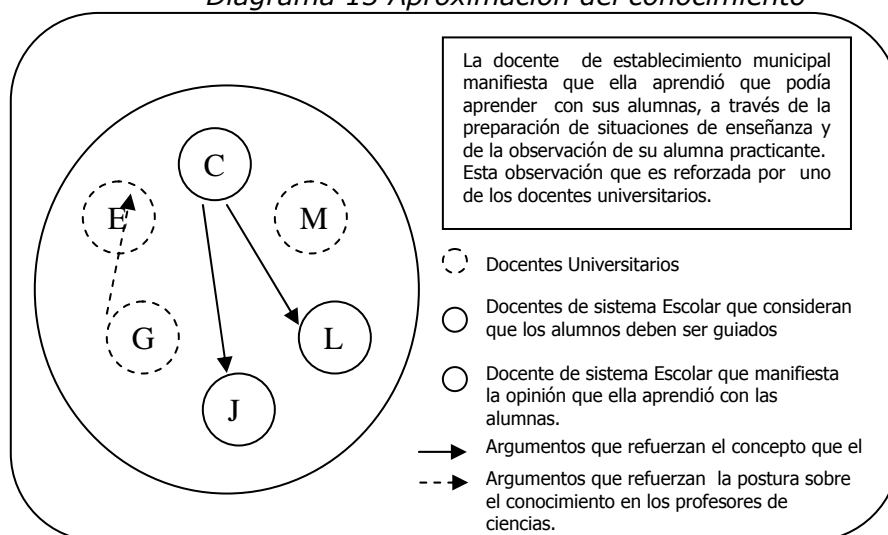 Diagrama 13 Aproximación del conocimiento
La docente de establecimiento municipal
manifiesta que ella aprendió que podía
aprender con sus alumnas, a través de la
preparación de situaciones de enseñanza y
de la observación de su alumna practicante.
Esta observación que es reforzada por uno
de los docentes universitarios.
C
E
M
G
L
J
Docentes Universitarios
Docentes de sistema Escolar que consideran
que los alumnos deben ser guiados
Docente de sistema Escolar que manifiesta
la opinión que ella aprendió con las
alumnas.
Argumentos que refuerzan el concepto que el
Argumentos que refuerzan la postura sobre
el conocimiento en los profesores de
ciencias.